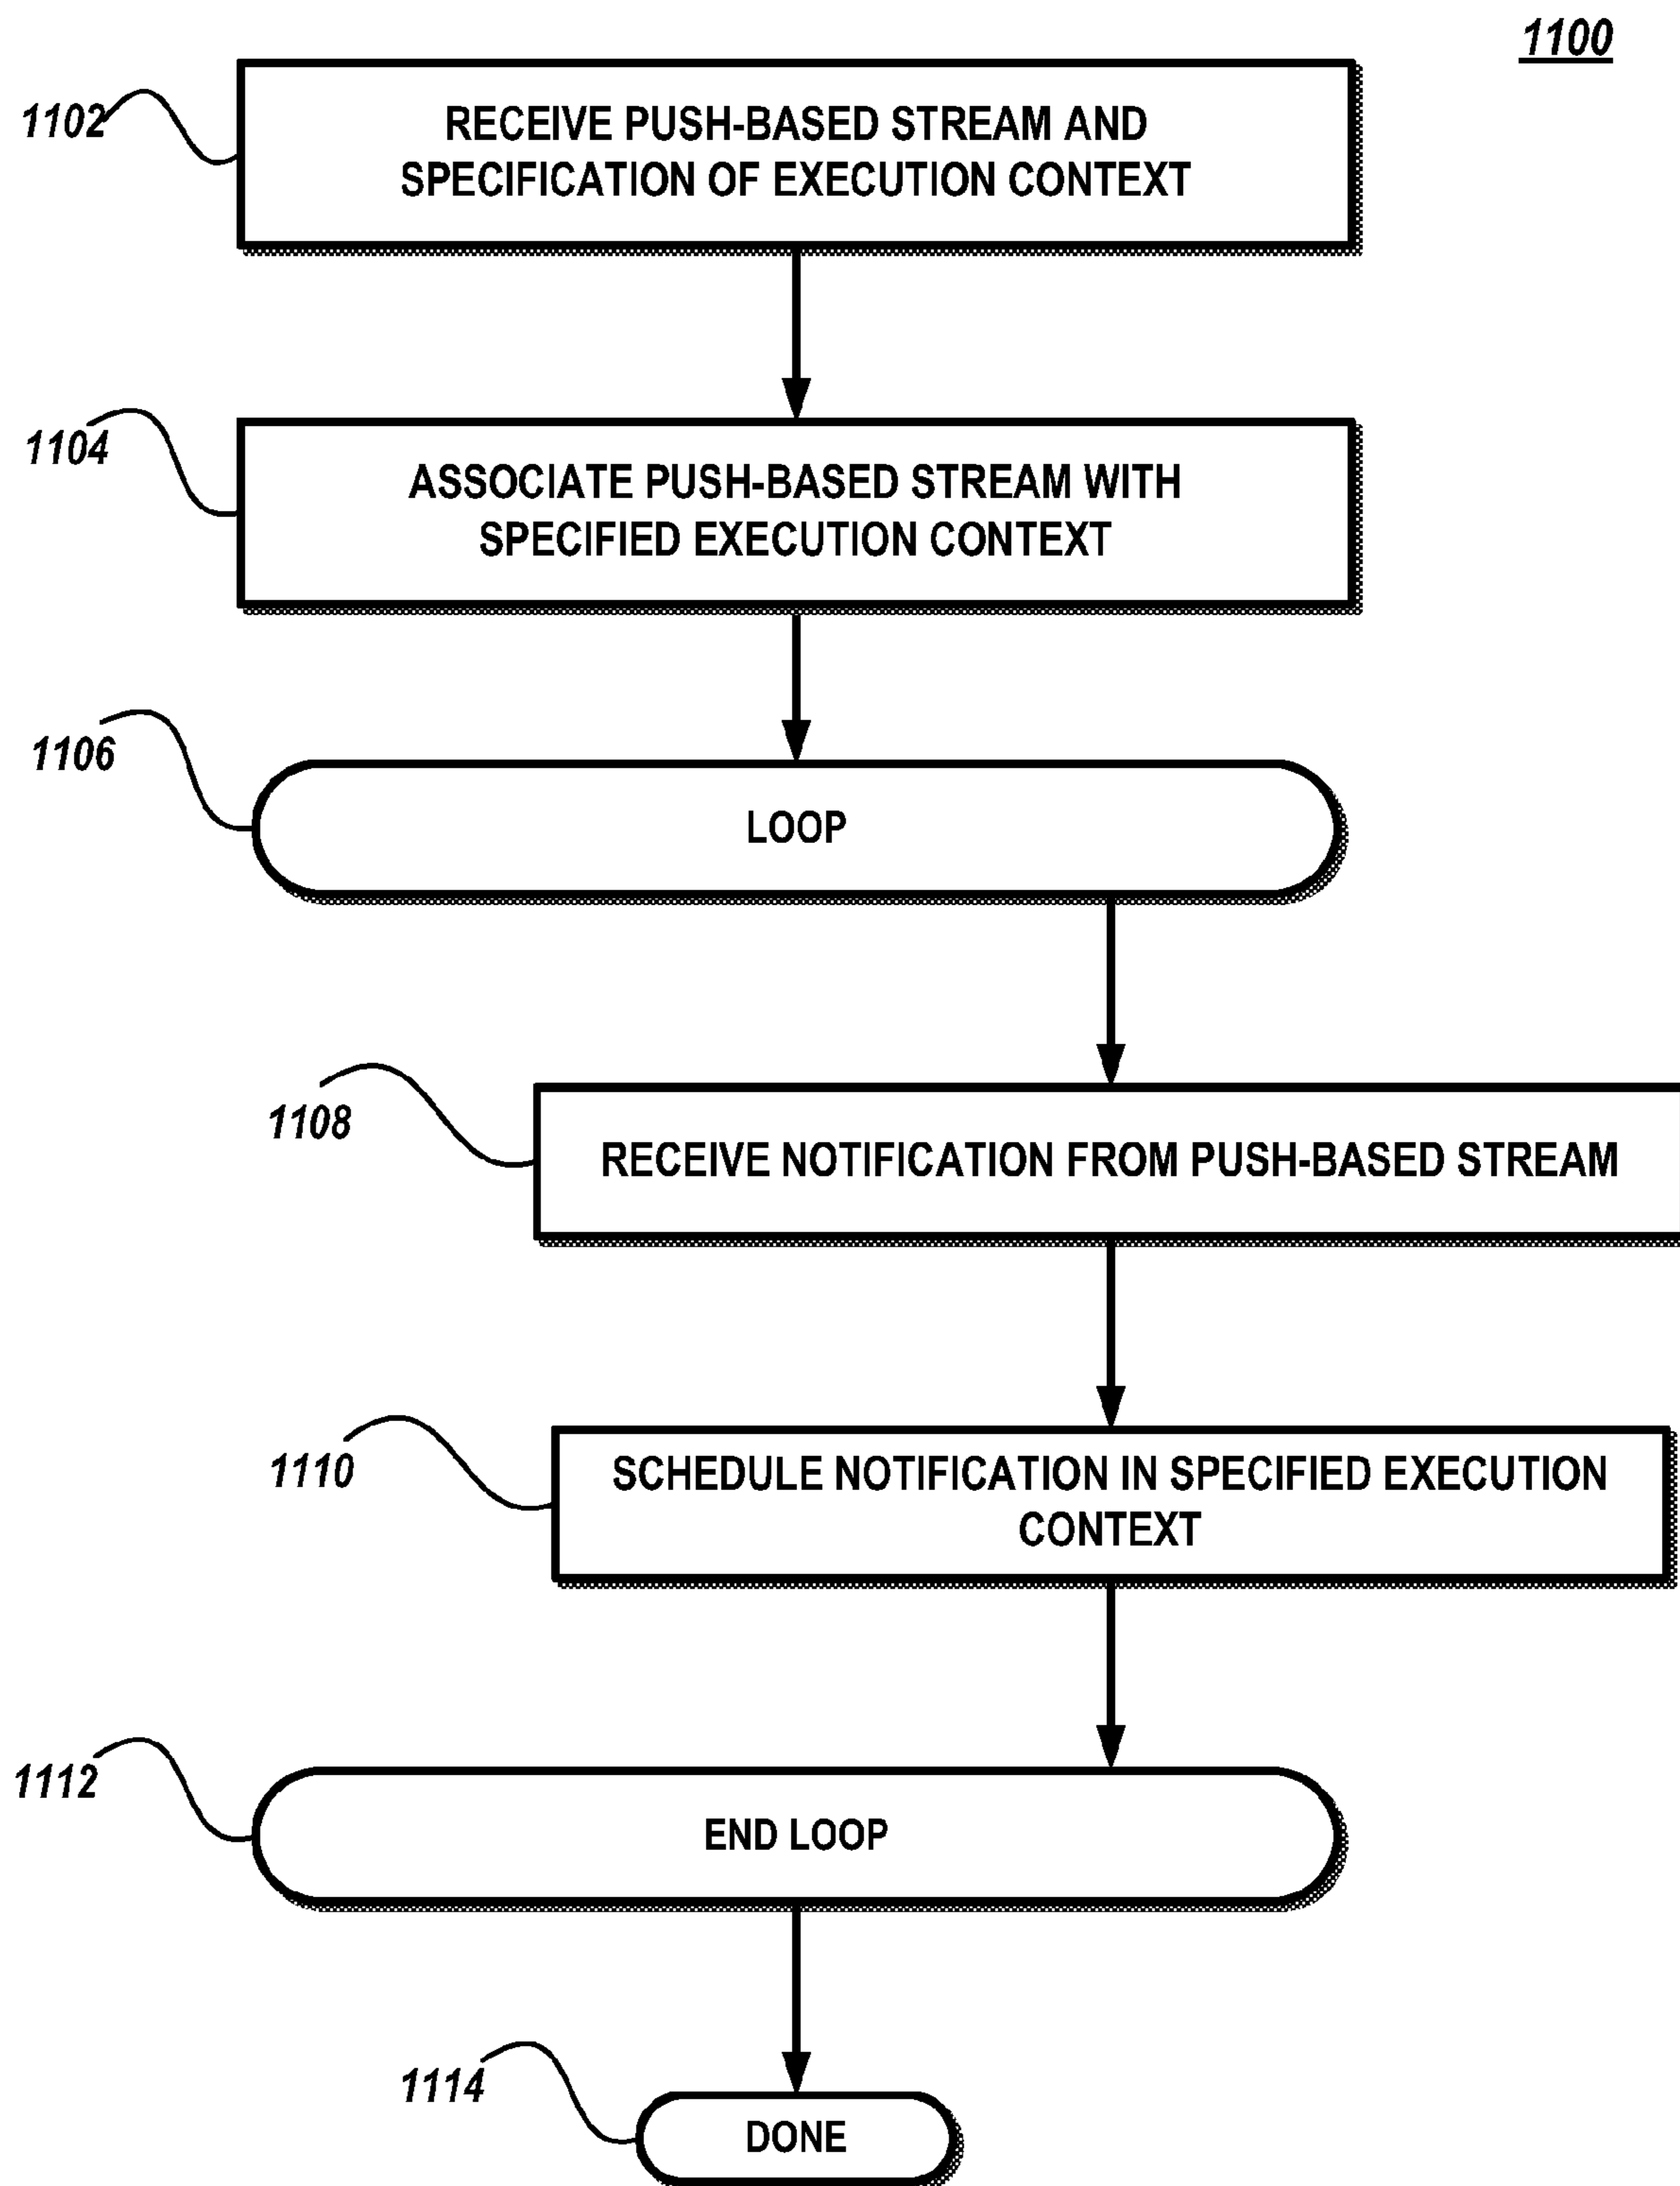 1100
1102
RECEIVE PUSH-BASED STREAM AND
SPECIFICATION OF EXECUTION CONTEXT
1104
ASSOCIATE PUSH-BASED STREAM WITH
SPECIFIED EXECUTION CONTEXT
1106
LOOP
1108
RECEIVE NOTIFICATION FROM PUSH-BASED STREAM
1110
SCHEDULE NOTIFICATION IN SPECIFIED EXECUTION
CONTEXT
1112
END LOOP
1114
DONE